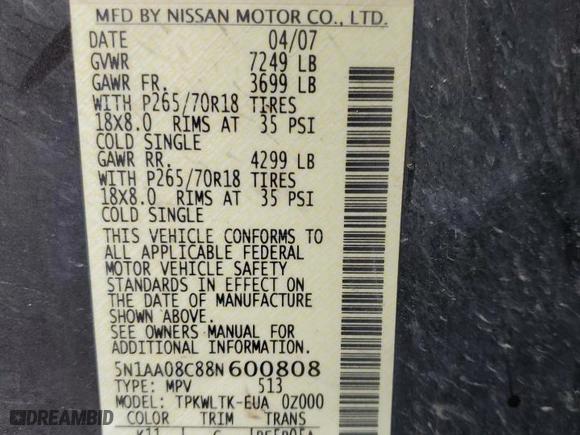 MFD BY NISSAN MOTOR CO., LTD.
DATE 04/07
GVWR 7249 LB
GAWR FR. 3699 LB
WITH P265/70R18 TIRES
18X8.0 RIMS AT 35 PSI
COLD SINGLE
GAWR RR. 4299 LB
WITH P265/70R18 TIRES
18X8.0 RIMS AT 35 PSI
COLD SINGLE
THIS VEHICLE CONFORMS TO
ALL APPLICABLE FEDERAL
MOTOR VEHICLE SAFETY
STANDARDS IN EFFECT ON
THE DATE OF MANUFACTURE
SHOWN ABOVE.
SEE OWNERS MANUAL FOR
ADDITIONAL INFORMATION.
5N1AA08C88N600808
TYPE: MPV 513
MODEL: TPKWLTK-EUA 0Z000
COLOR TRIM TRANS
K11 G
DREAMBID